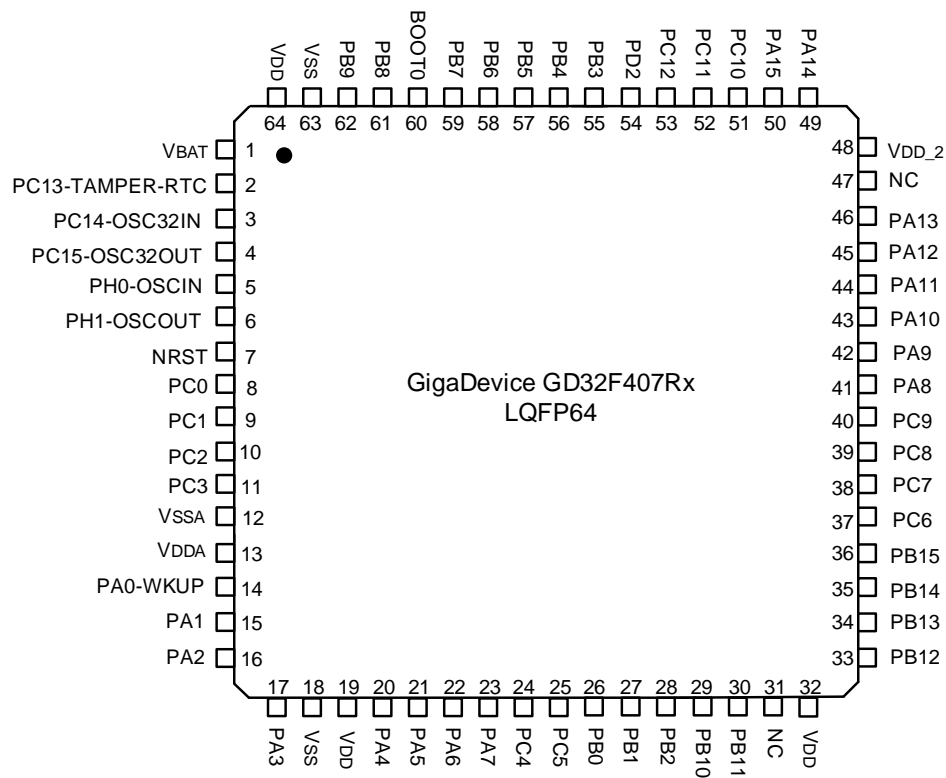 VDD VSS PB9 PB8 BOOT0 PB7 PB6 PB5 PB4 PB3 PD2 PC12 PC11 PC10 PA15 PA14
64 63 62 61 60 59 58 57 56 55 54 53 52 51 50 49
VBAT 1
PC13-TAMPER-RTC 2
PC14-OSC32IN 3
PC15-OSC32OUT 4
PH0-OSCIN 5
PH1-OSCOUT 6
NRST 7
PC0 8
PC1 9
PC2 10
PC3 11
VSSA 12
VDDA 13
PA0-WKUP 14
PA1 15
PA2 16
GigaDevice GD32F407Rx
LQFP64
48 VDD_2
47 NC
46 PA13
45 PA12
44 PA11
43 PA10
42 PA9
41 PA8
40 PC9
39 PC8
38 PC7
37 PC6
36 PB15
35 PB14
34 PB13
33 PB12
17 18 19 20 21 22 23 24 25 26 27 28 29 30 31 32
PA3 VSS VDD PA4 PA5 PA6 PA7 PC4 PC5 PB0 PB1 PB2 PB10 PB11 NC VDD